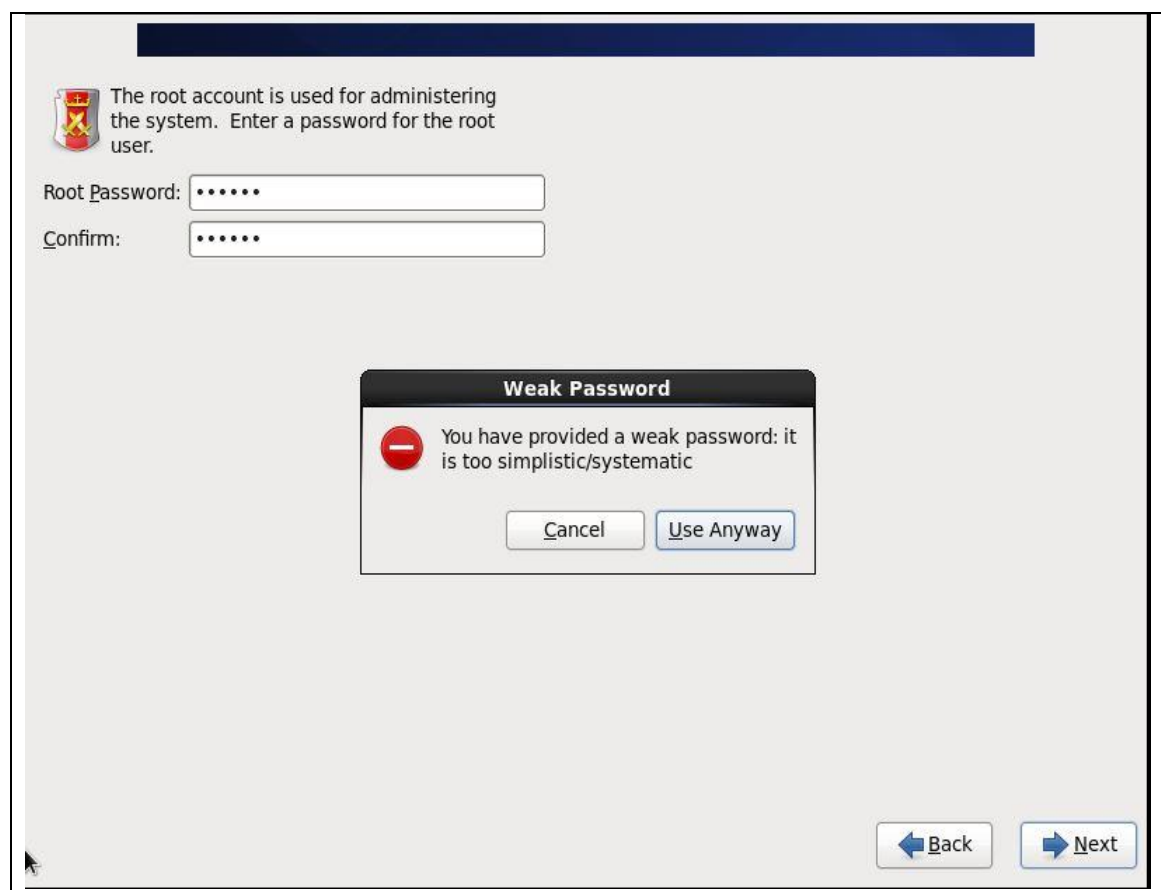 The root account is used for administering
the system.  Enter a password for the root
user.
Root Password: ••••••
Confirm: ••••••
Weak Password
You have provided a weak password: it
is too simplistic/systematic
Cancel Use Anyway
Back Next